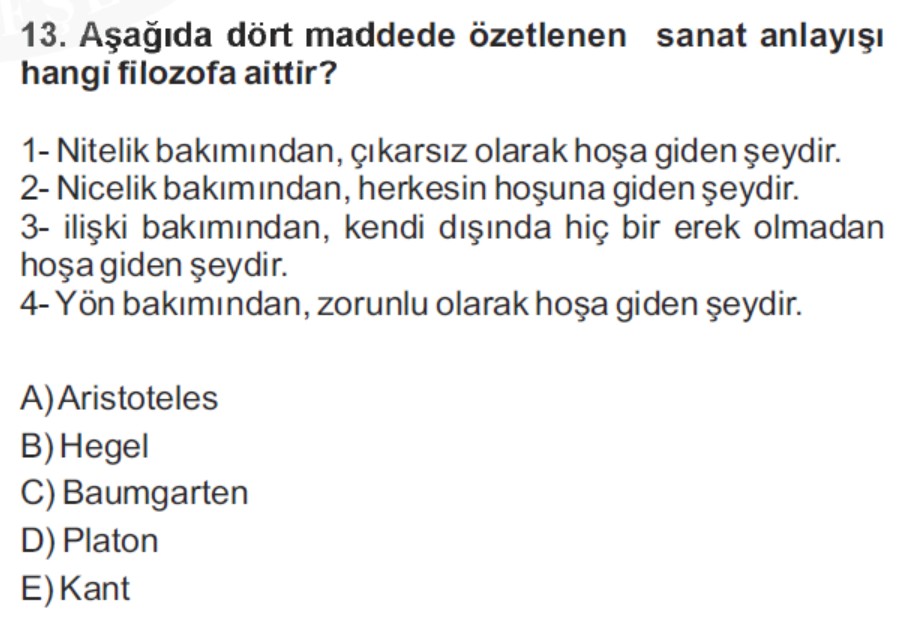 13. Aşağıda dört maddede özetlenen sanat anlayışı
hangi filozofa aittir?
1- Nitelik bakımından, çıkarsız olarak hoşa giden şeydir.
2- Nicelik bakımından, herkesin hoşuna giden şeydir.
3- ilişki bakımından, kendi dışında hiç bir erek olmadan
hoşa giden şeydir.
4- Yön bakımından, zorunlu olarak hoşa giden şeydir.
A) Aristoteles
B) Hegel
C) Baumgarten
D) Platon
E) Kant